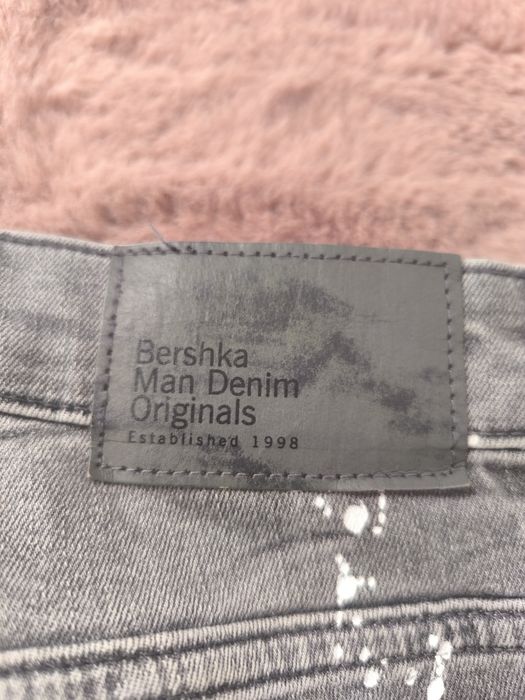 Bershka
Man Denim
Originals
Established 1998